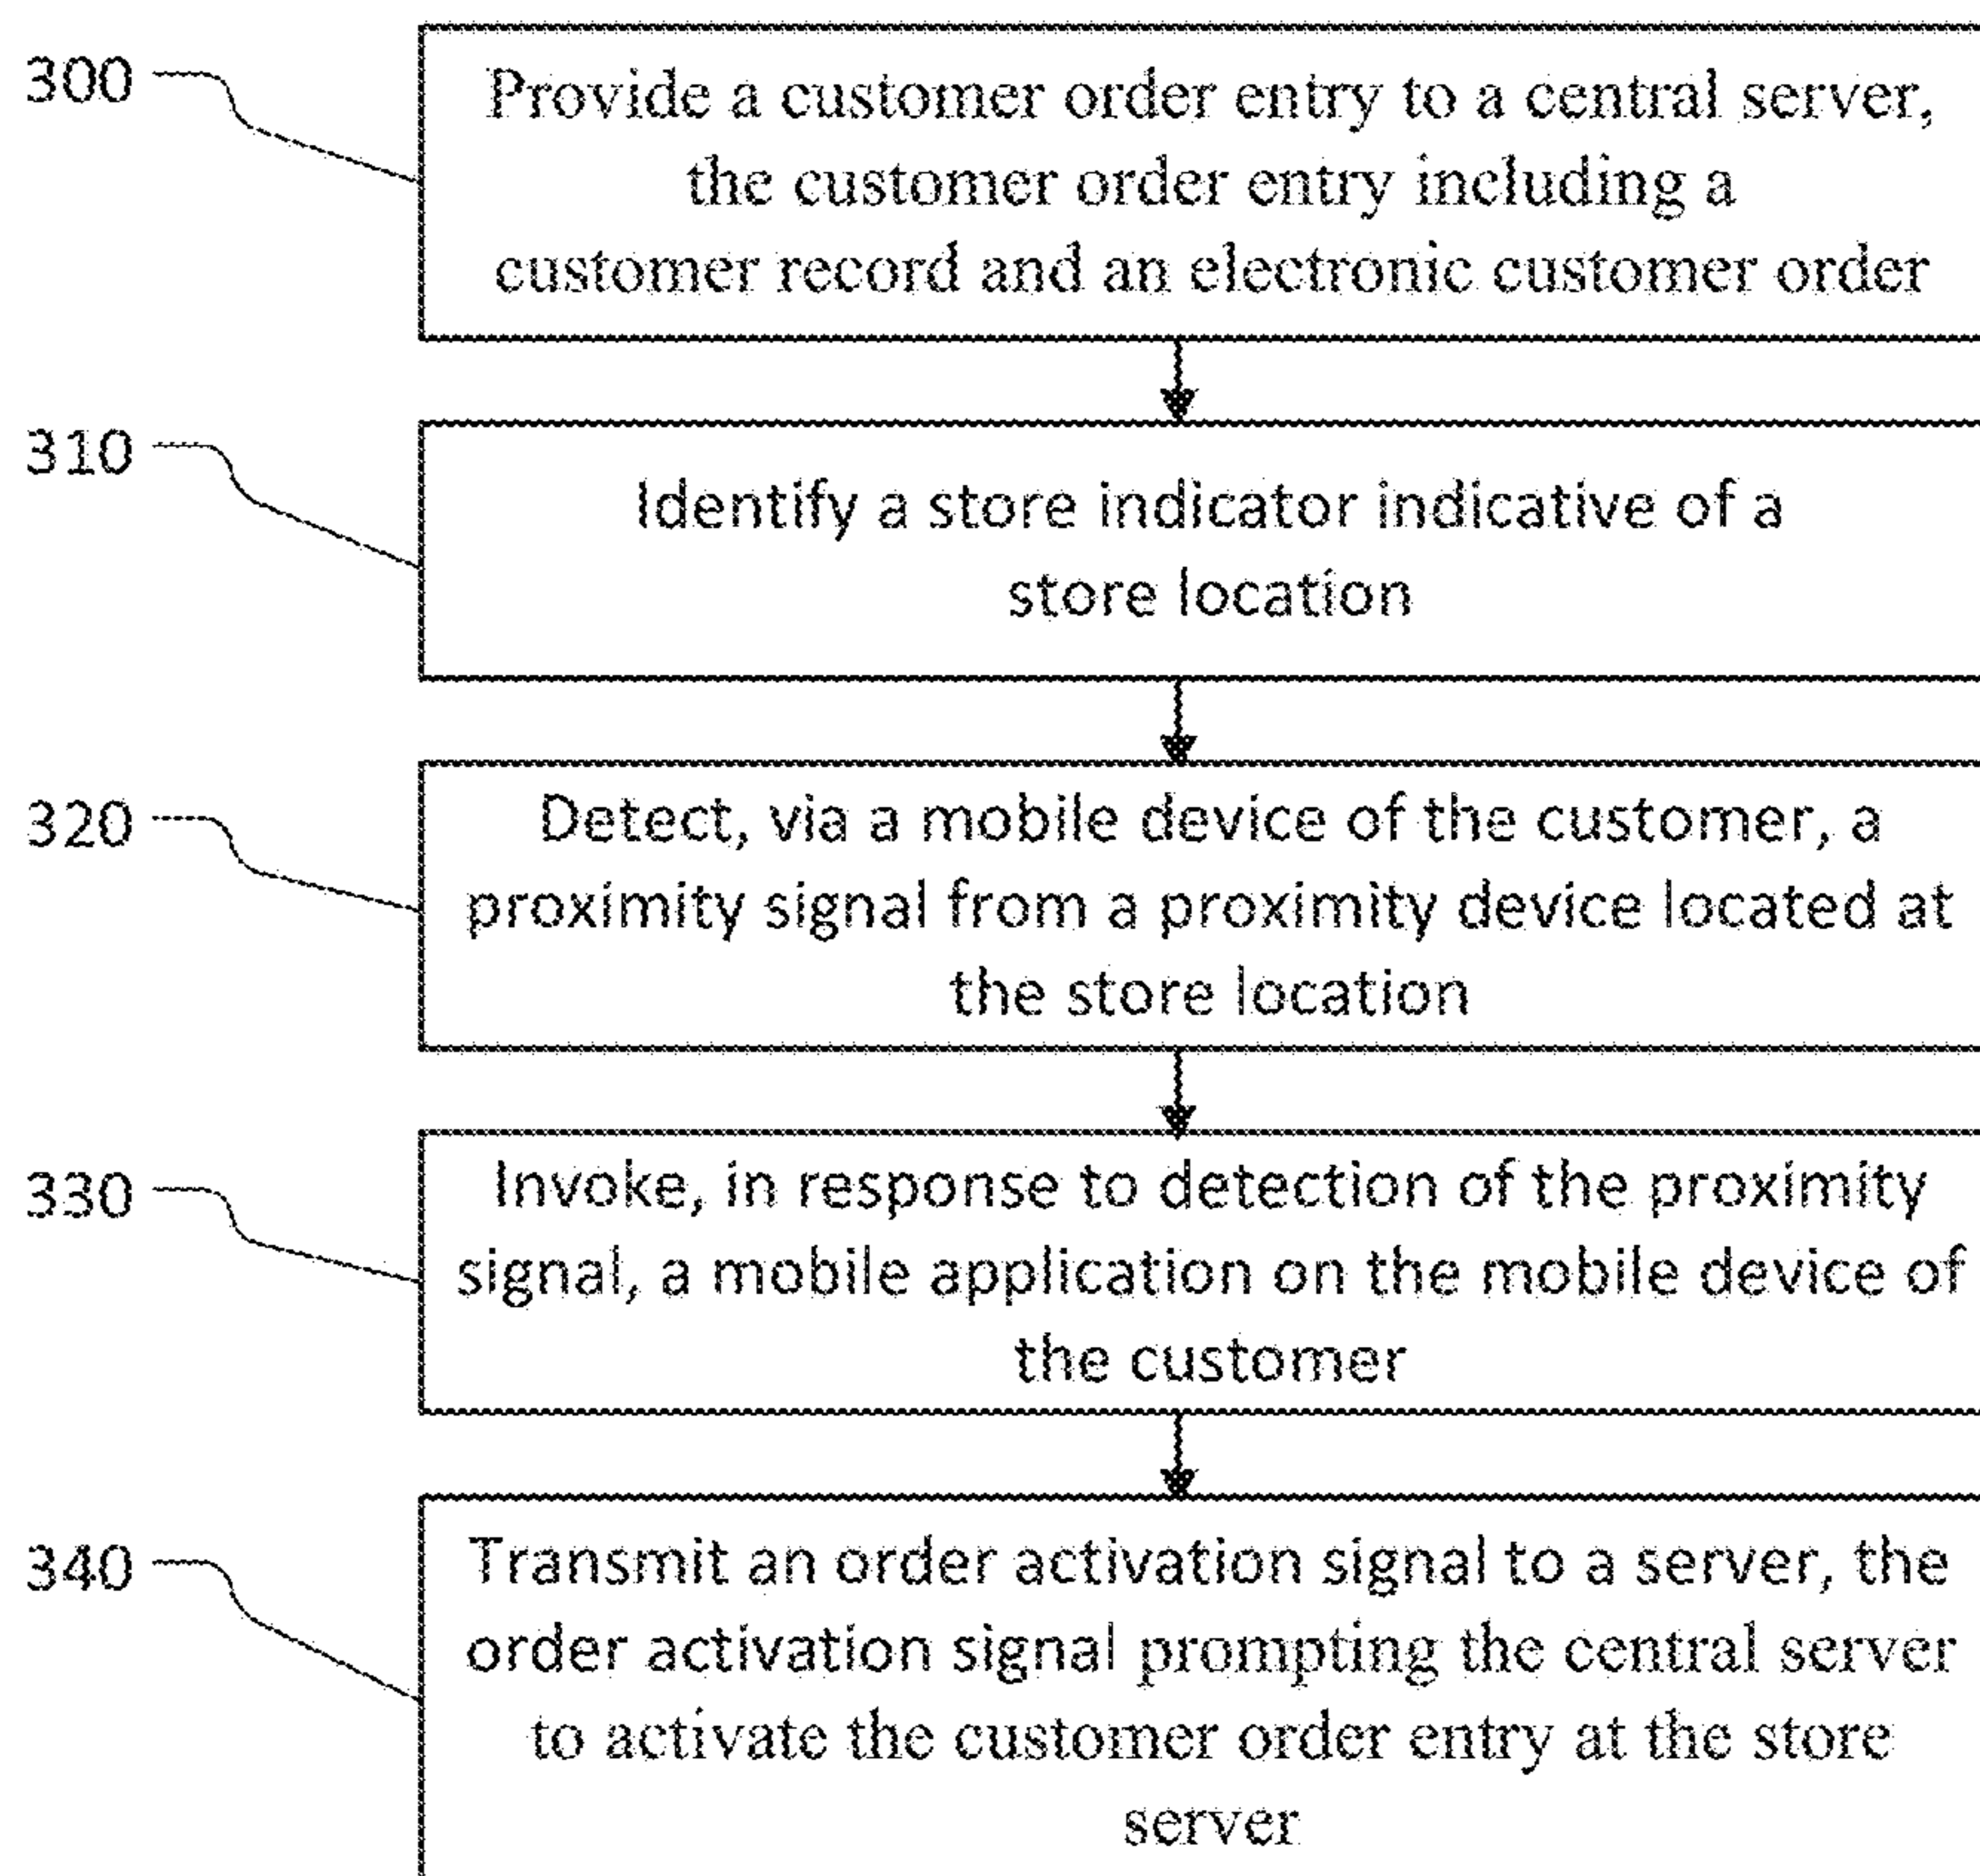 300
Provide a customer order entry to a central server,
the customer order entry including a
customer record and an electronic customer order
310
Identify a store indicator indicative of a
store location
320
Detect, via a mobile device of the customer, a
proximity signal from a proximity device located at
the store location
330
Invoke, in response to detection of the proximity
signal, a mobile application on the mobile device of
the customer
340
Transmit an order activation signal to a server, the
order activation signal prompting the central server
to activate the customer order entry at the store
server